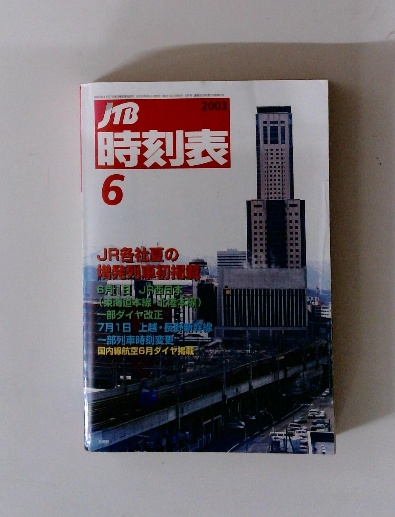 JTB
2003
時刻表
6
JR各社夏の
増発列車初掲載
6月1日 JR西日本
(東海道本線・北陸本線)
一部ダイヤ改正
7月1日 上越・長野新幹線
一部列車時刻変更
国内線航空6月ダイヤ掲載